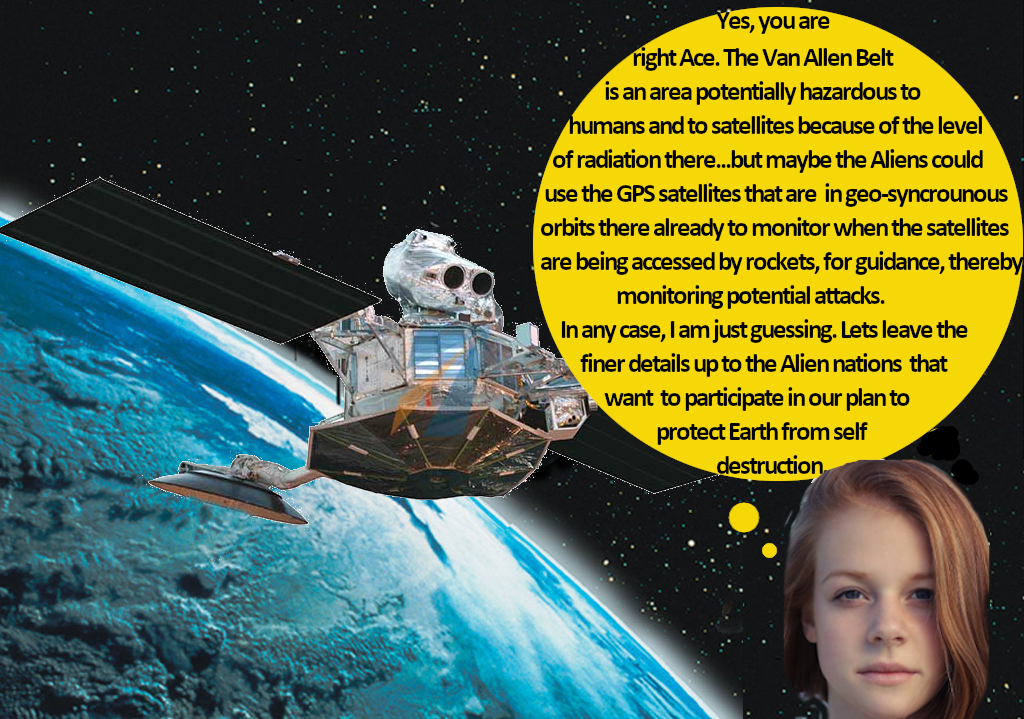 Yes, you are
right Ace. The Van Allen Belt
is an area potentially hazardous to
humans and to satellites because of the level
of radiation there...but maybe the Aliens could
use the GPS satellites that are  in geo-syncrounous
orbits there already to monitor when the satellites
are being accessed by rockets, for guidance, thereby
monitoring potential attacks.
In any case, I am just guessing. Lets leave the
finer details up to the Alien nations  that
want  to participate in our plan to
protect Earth from self
destruction